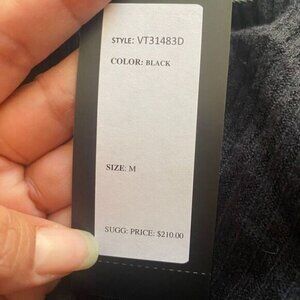 STYLE: VT31483D
COLOR: BLACK
SIZE: M
SUGG: PRICE: $210.00